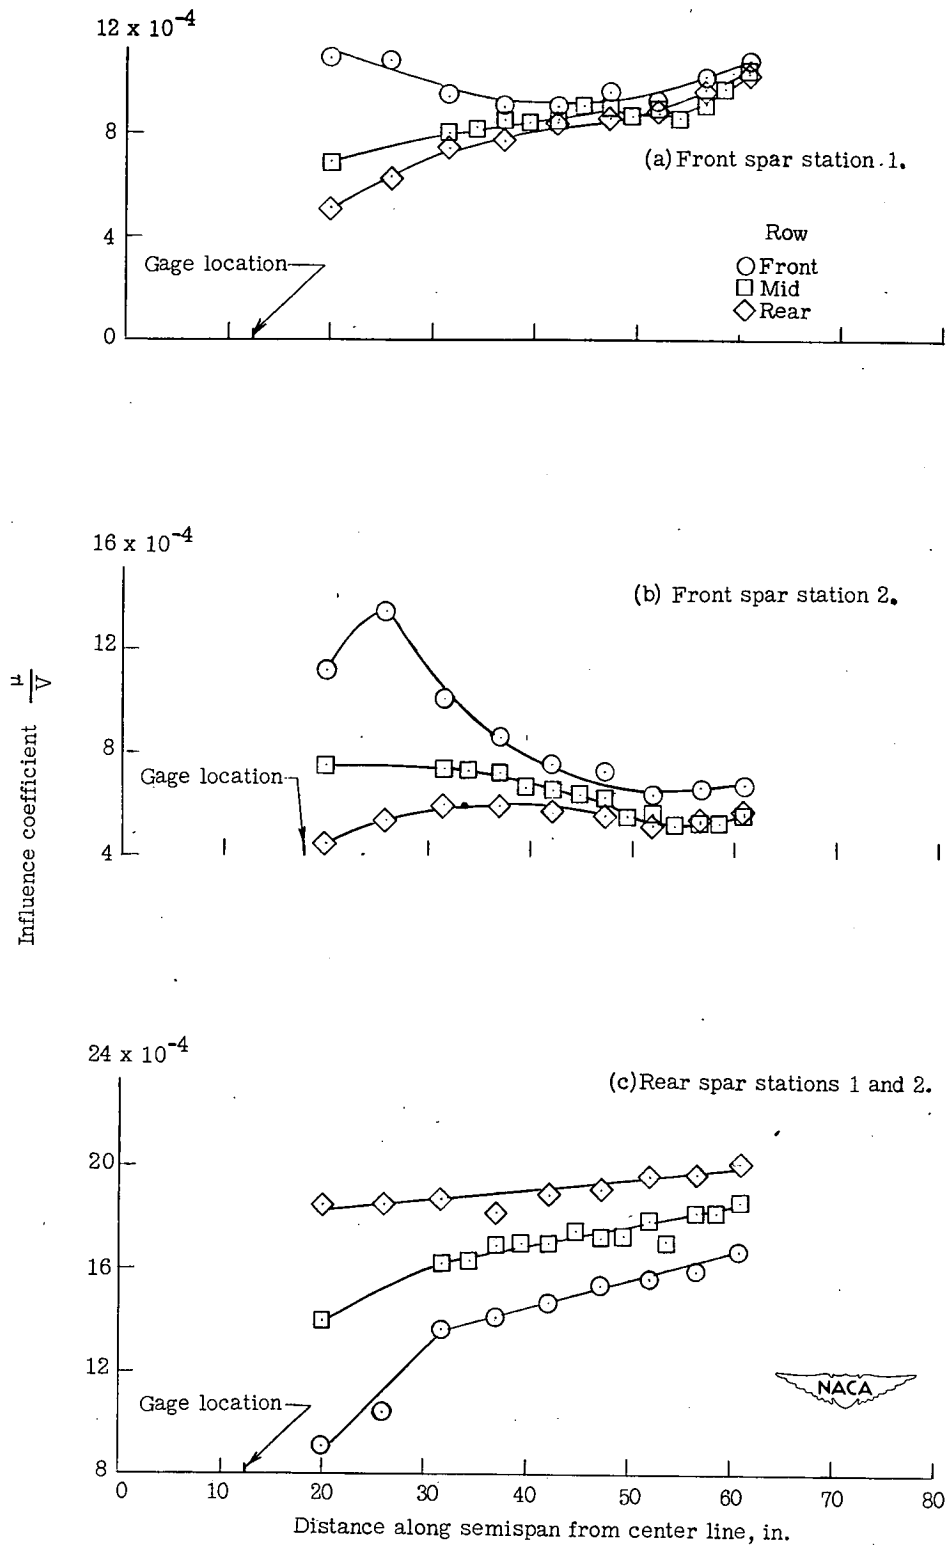 12 x 10-4
8
4
0
(a) Front spar station 1.
Row
Front
Mid
Rear
Gage location
16 x 10-4
12
8
4
(b) Front spar station 2.
Gage location
Influence coefficient μ/V
24 x 10-4
20
16
12
8
(c) Rear spar stations 1 and 2.
Gage location
NACA
0 10 20 30 40 50 60 70 80
Distance along semispan from center line, in.